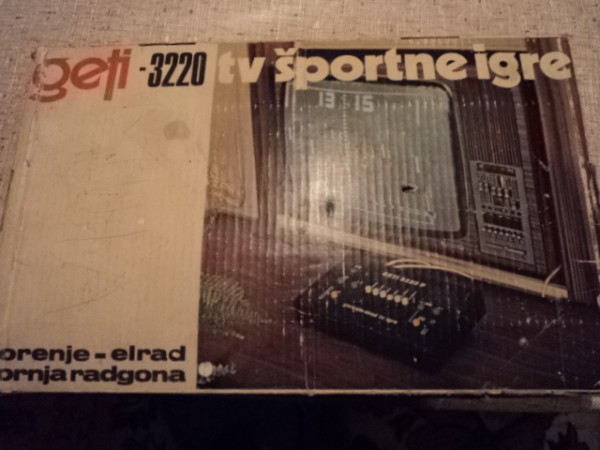 geti -3220 tv športne igre
13 15
orenje - elrad
ornja radgona